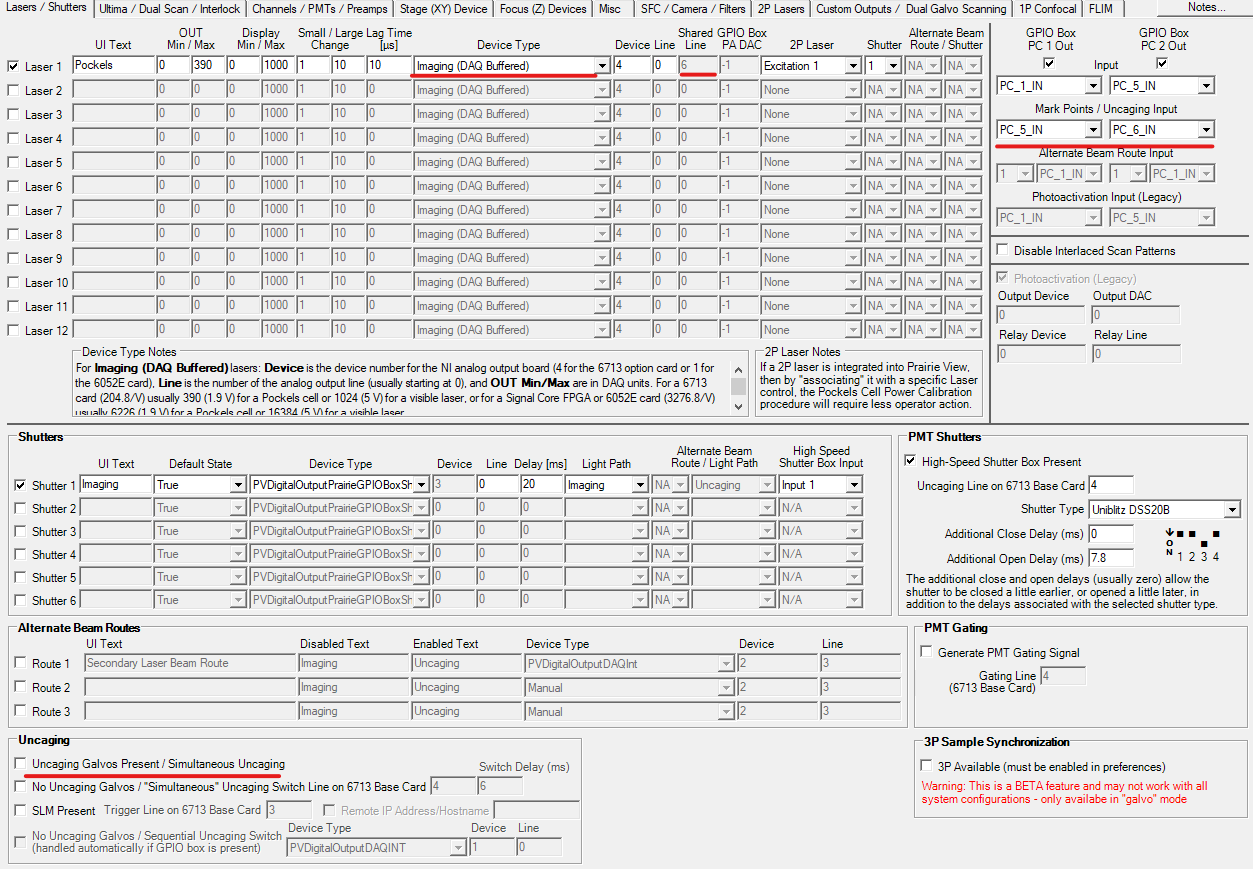 Lasers / Shutters Ultima / Dual Scan / Interlock Channels / PMTs / Preamps Stage (XY) Device Focus (Z) Devices Misc SFC / Camera / Filters 2P Lasers Custom Outputs / Dual Galvo Scanning 1P Confocal FLIM Notes...
UI Text OUT Min / Max Display Min / Max Small / Large Change Lag Time [µs] Device Type Device Line Shared Line GPIO Box PA DAC 2P Laser Shutter Alternate Beam Route / Shutter
Laser 1 Pockels 0 390 0 1000 1 10 10 Imaging (DAQ Buffered) 4 0 6 -1 Excitation 1 1 NA NA
Laser 2 0 0 0 1000 1 10 0 Imaging (DAQ Buffered) 4 0 0 -1 None NA NA NA
Laser 3 0 0 0 1000 1 10 0 Imaging (DAQ Buffered) 4 0 0 -1 None NA NA NA
Laser 4 0 0 0 1000 1 10 0 Imaging (DAQ Buffered) 4 0 0 -1 None NA NA NA
Laser 5 0 0 0 1000 1 10 0 Imaging (DAQ Buffered) 4 0 0 -1 None NA NA NA
Laser 6 0 0 0 1000 1 10 0 Imaging (DAQ Buffered) 4 0 0 -1 None NA NA NA
Laser 7 0 0 0 1000 1 10 0 Imaging (DAQ Buffered) 4 0 0 -1 None NA NA NA
Laser 8 0 0 0 1000 1 10 0 Imaging (DAQ Buffered) 4 0 0 -1 None NA NA NA
Laser 9 0 0 0 1000 1 10 0 Imaging (DAQ Buffered) 4 0 0 -1 None NA NA NA
Laser 10 0 0 0 1000 1 10 0 Imaging (DAQ Buffered) 4 0 0 -1 None NA NA NA
Laser 11 0 0 0 1000 1 10 0 Imaging (DAQ Buffered) 4 0 0 -1 None NA NA NA
Laser 12 0 0 0 1000 1 10 0 Imaging (DAQ Buffered) 4 0 0 -1 None NA NA NA
Device Type Notes
For Imaging (DAQ Buffered) lasers: Device is the device number for the NI analog output board (4 for the 6713 option card or 1 for
the 6052E card), Line is the number of the analog output line (usually starting at 0), and OUT Min/Max are in DAQ units. For a 6713
card (204.8/V) usually 390 (1.9 V) for a Pockels cell or 1024 (5 V) for a visible laser, or for a Signal Core FPGA or 6052E card (3276.8/V)
usually 6226 (1.9 V) for a Pockels cell or 16384 (5 V) for a visible laser.
2P Laser Notes
If a 2P laser is integrated into Prairie View,
then by "associating" it with a specific Laser
control, the Pockels Cell Power Calibration
procedure will require less operator action.
GPIO Box GPIO Box
PC 1 Out PC 2 Out
Input
PC_1_IN PC_5_IN
Mark Points / Uncaging Input
PC_5_IN PC_6_IN
Alternate Beam Route Input
1 PC_1_IN 1 PC_1_IN
Photoactivation Input (Legacy)
PC_1_IN PC_5_IN
Disable Interlaced Scan Patterns
Photoactivation (Legacy)
Output Device Output DAC
0 0
Relay Device Relay Line
0 0
Shutters
UI Text Default State Device Type Device Line Delay [ms] Light Path Alternate Beam Route / Light Path High Speed Shutter Box Input
Shutter 1 Imaging True PVDigitalOutputPrairieGPIOBoxSh 3 0 20 Imaging NA Uncaging Input 1
Shutter 2 True PVDigitalOutputPrairieGPIOBoxSh 0 0 0 NA N/A
Shutter 3 True PVDigitalOutputPrairieGPIOBoxSh 0 0 0 NA N/A
Shutter 4 True PVDigitalOutputPrairieGPIOBoxSh 0 0 0 NA N/A
Shutter 5 True PVDigitalOutputPrairieGPIOBoxSh 0 0 0 NA N/A
Shutter 6 True PVDigitalOutputPrairieGPIOBoxSh 0 0 0 NA N/A
PMT Shutters
High-Speed Shutter Box Present
Uncaging Line on 6713 Base Card 4
Shutter Type Uniblitz DSS20B
Additional Close Delay (ms) 0
Additional Open Delay (ms) 7.8
ON 1 2 3 4
The additional close and open delays (usually zero) allow the
shutter to be closed a little earlier, or opened a little later, in
addition to the delays associated with the selected shutter type.
Alternate Beam Routes
UI Text Disabled Text Enabled Text Device Type Device Line
Route 1 Secondary Laser Beam Route Imaging Uncaging PVDigitalOutputDAQInt 2 3
Route 2 Imaging Uncaging Manual 2 3
Route 3 Imaging Uncaging Manual 2 3
PMT Gating
Generate PMT Gating Signal
Gating Line 4
(6713 Base Card)
Uncaging
Uncaging Galvos Present / Simultaneous Uncaging Switch Delay (ms)
No Uncaging Galvos / "Simultaneous" Uncaging Switch Line on 6713 Base Card 4 6
SLM Present Trigger Line on 6713 Base Card 3 Remote IP Address/Hostname
No Uncaging Galvos / Sequential Uncaging Switch Device Type Device Line
(handled automatically if GPIO box is present) PVDigitalOutputDAQINT 1 0
3P Sample Synchronization
3P Available (must be enabled in preferences)
Warning: This is a BETA feature and may not work with all
system configurations - only availabe in "galvo" mode